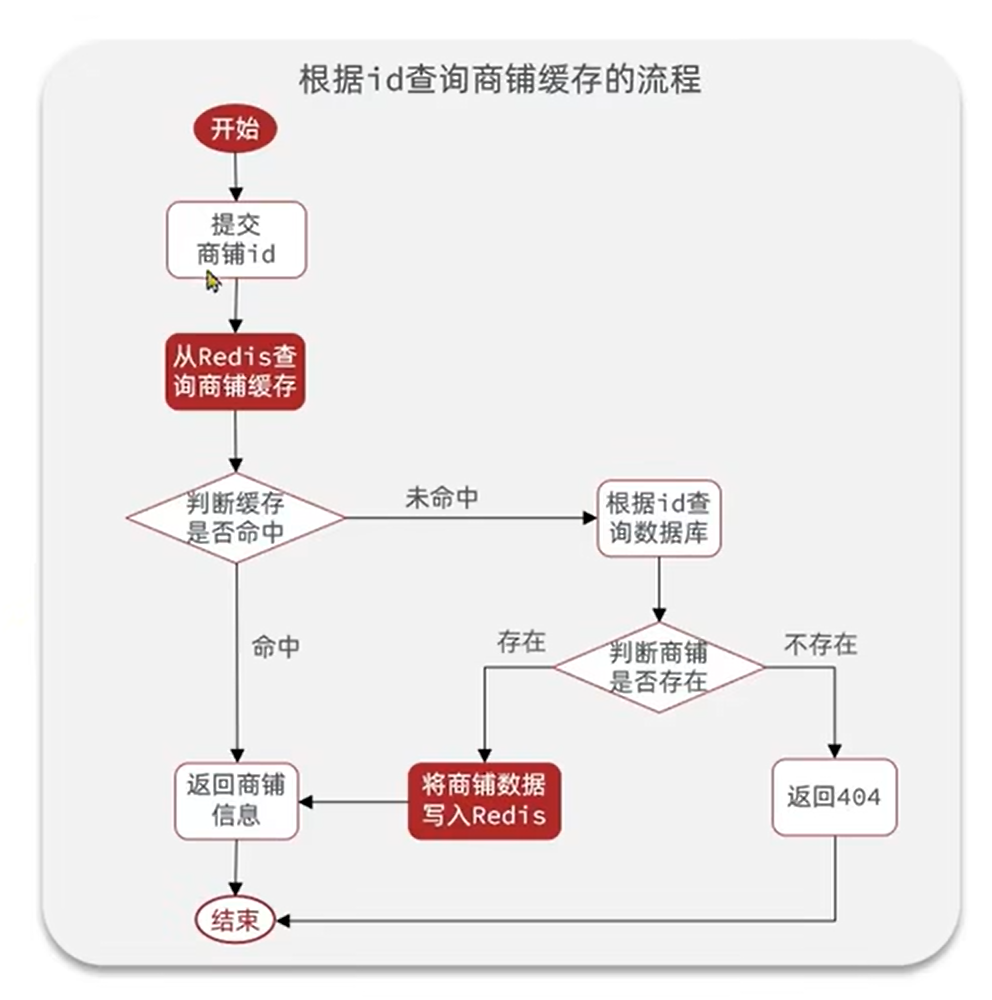 根据id查询商铺缓存的流程
开始
提交
商铺id
从Redis查
询商铺缓存
判断缓存
是否命中
未命中
根据id查
询数据库
命中
存在
判断商铺
是否存在
不存在
返回商铺
信息
将商铺数据
写入Redis
返回404
结束